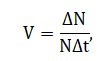 V = ΔN / NΔt,